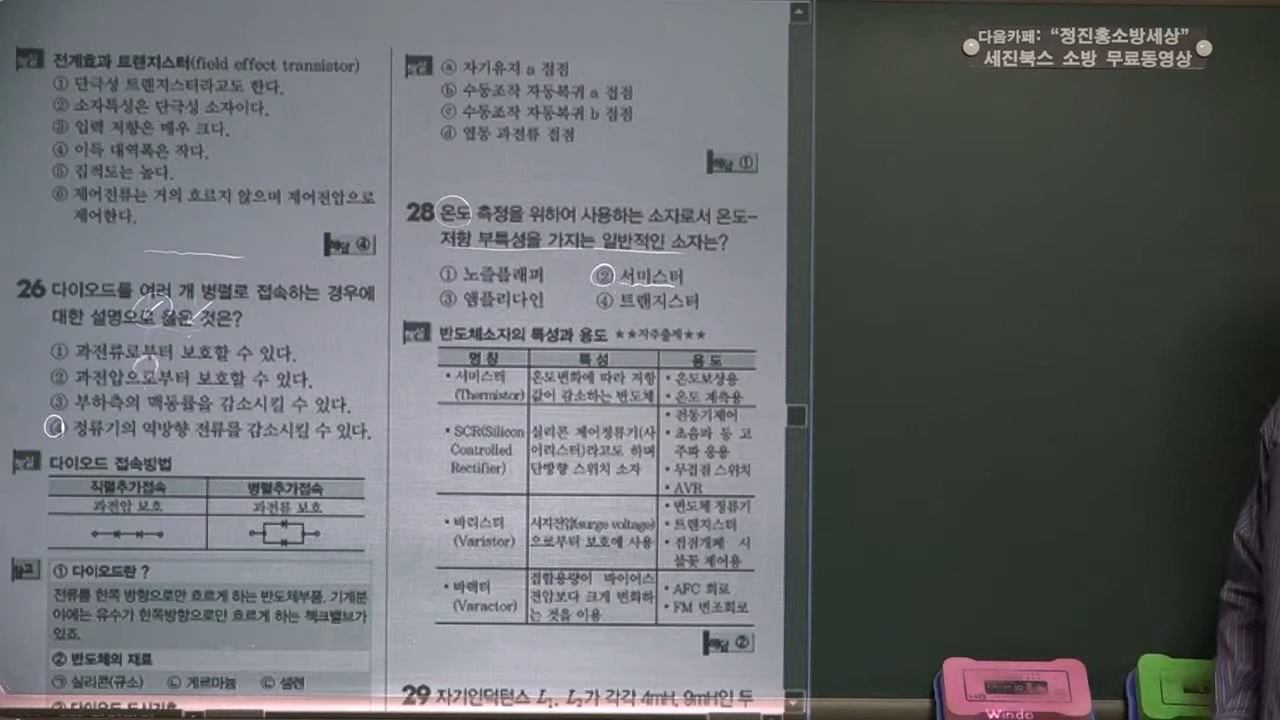 전계효과 트랜지스터(field effect transistor)
① 단극성 트랜지스터라고도 한다.
② 소자특성은 단극성 소자이다.
③ 입력 저항은 매우 크다.
④ 이득 대역폭은 작다.
⑤ 집적도는 높다.
⑥ 제어전류는 거의 흐르지 않으며 제어전압으로
제어한다.
해답 ④
26 다이오드를 여러 개 병렬로 접속하는 경우에
대한 설명으로 옳은 것은?
① 과전류로부터 보호할 수 있다.
② 과전압으로부터 보호할 수 있다.
③ 부하측의 맥동률을 감소시킬 수 있다.
④ 정류기의 역방향 전류를 감소시킬 수 있다.
해설 다이오드 접속방법
직렬추가접속 병렬추가접속
과전압 보호 과전류 보호
참고 ① 다이오드란 ?
전류를 한쪽 방향으로만 흐르게 하는 반도체부품. 기계분
야에는 유수가 한쪽방향으로만 흐르게 하는 첵크밸브가
있죠.
② 반도체의 재료
㉠ 실리콘(규소) ㉡ 게르마늄 ㉢ 셀렌
해설 ⓐ 자기유지 a 접점
ⓑ 수동조작 자동복귀 a 접점
ⓒ 수동조작 자동복귀 b 접점
ⓓ 열동 과전류 접점
해답 ①
28 온도 측정을 위하여 사용하는 소자로서 온도-
저항 부특성을 가지는 일반적인 소자는?
① 노즐플래퍼 ② 서미스터
③ 앰플리다인 ④ 트랜지스터
해설 반도체소자의 특성과 용도 ★★자주출제★★
명 칭 특 성 용 도
• 서미스터 (Thermistor) 온도변화에 따라 저항값이 감소하는 반도체 • 온도보상용 • 온도 계측용
• SCR(Silicon Controlled Rectifier) 실리콘 제어정류기(사이리스터)라고도 하며 단방향 스위치 소자 • 전동기제어 • 초음파 등 고주파 응용 • 무접점 스위치 • AVR
• 바리스터 (Varistor) 서지전압(surge voltage)으로부터 보호에 사용 • 반도체 정류기 • 트랜지스터 • 접점개폐 시 불꽃 제어용
• 바랙터 (Varactor) 접합용량이 바이어스 전압보다 크게 변화하는 것을 이용 • AFC 회로 • FM 변조회로
해답 ②
29 자기인덕턴스 L₁, L₂가 각각 4mH, 9mH인 두
다음카페: “정진홍소방세상”
세진북스 소방 무료동영상
Windo